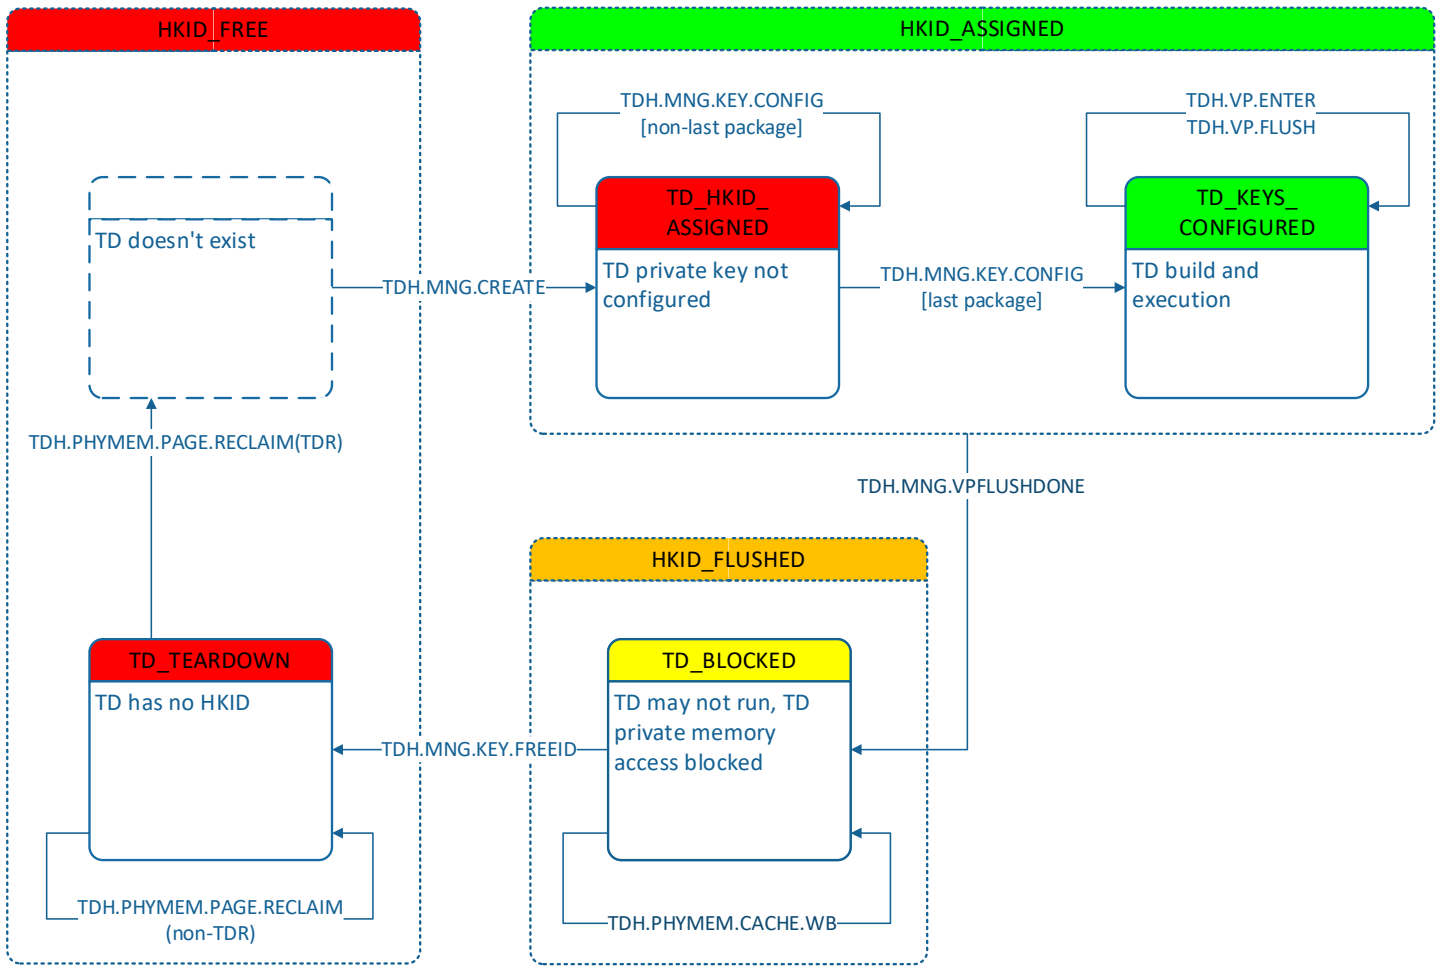 HKID_FREE
HKID_ASSIGNED
TDH.MNG.KEY.CONFIG
[non-last package]
TDH.VP.ENTER
TDH.VP.FLUSH
TD doesn't exist
TD_HKID_
ASSIGNED
TD private key not
configured
TD_KEYS_
CONFIGURED
TD build and
execution
TDH.MNG.CREATE
TDH.MNG.KEY.CONFIG
[last package]
TDH.PHYMEM.PAGE.RECLAIM(TDR)
TDH.MNG.VPFLUSHDONE
HKID_FLUSHED
TD_TEARDOWN
TD has no HKID
TD_BLOCKED
TD may not run, TD
private memory
access blocked
TDH.MNG.KEY.FREEID
TDH.PHYMEM.PAGE.RECLAIM
(non-TDR)
TDH.PHYMEM.CACHE.WB